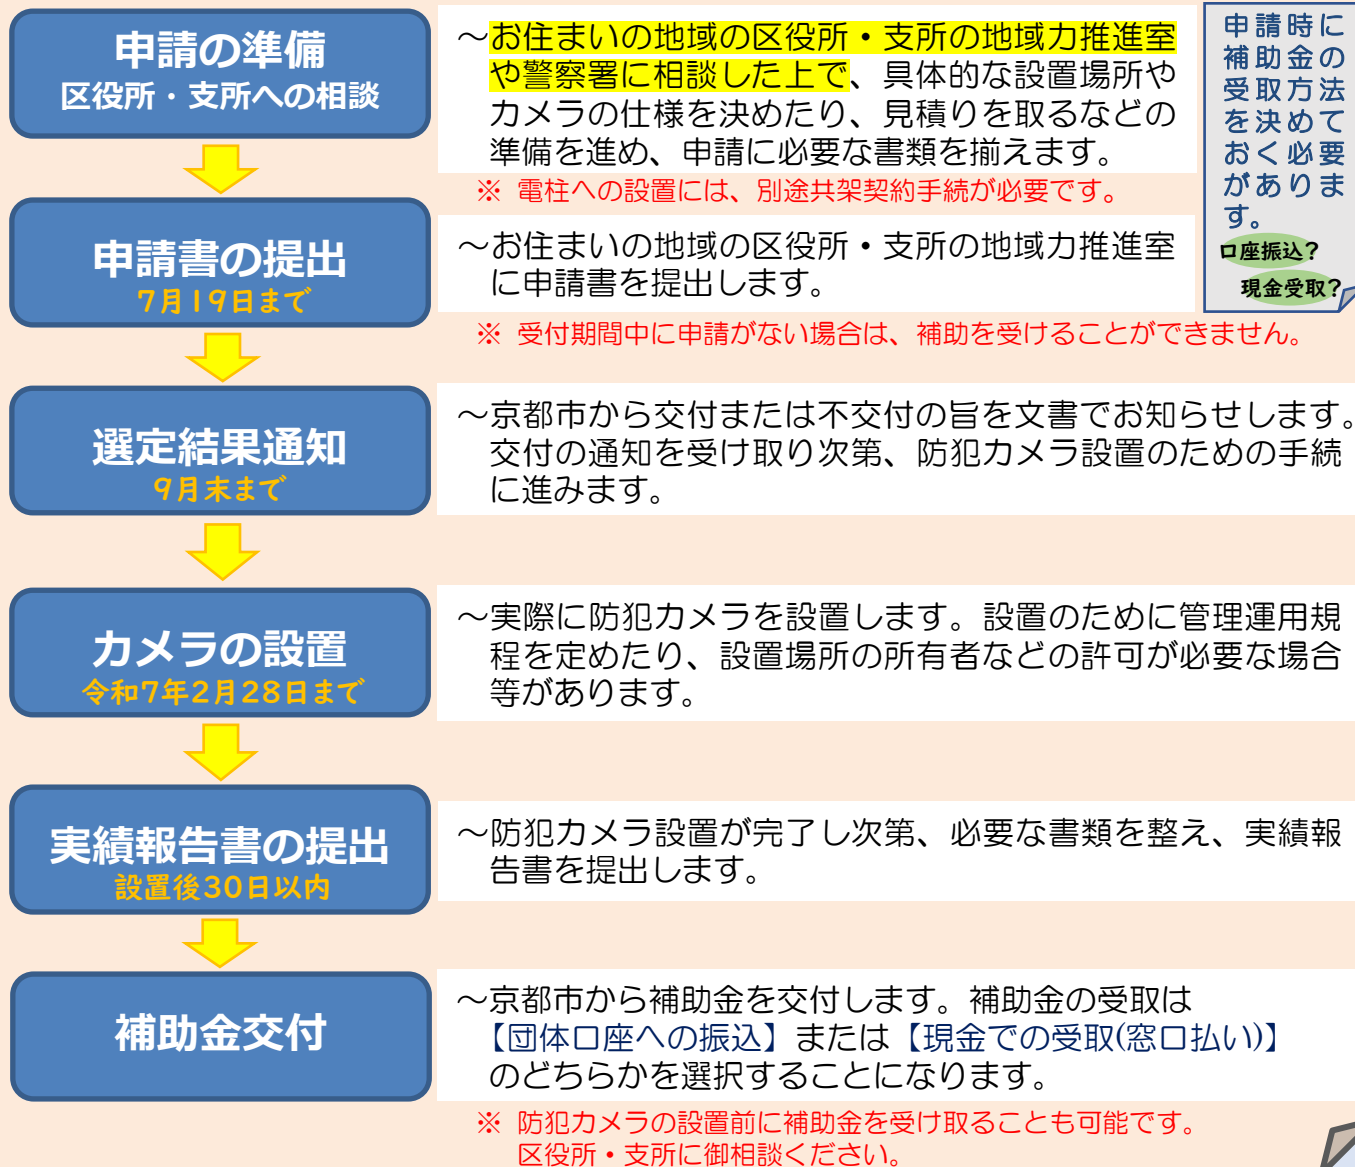 申請の準備
区役所・支所への相談
～お住まいの地域の区役所・支所の地域力推進室
や警察署に相談した上で、具体的な設置場所や
カメラの仕様を決めたり、見積りを取るなどの
準備を進め、申請に必要な書類を揃えます。
※ 電柱への設置には、別途共架契約手続が必要です。
申請時に
補助金の
受取方法
を決めて
おく必要
がありま
す。
口座振込？
現金受取？
申請書の提出
7月19日まで
～お住まいの地域の区役所・支所の地域力推進室
に申請書を提出します。
※ 受付期間中に申請がない場合は、補助を受けることができません。
選定結果通知
9月末まで
～京都市から交付または不交付の旨を文書でお知らせします。
交付の通知を受け取り次第、防犯カメラ設置のための手続
に進みます。
カメラの設置
令和7年2月28日まで
～実際に防犯カメラを設置します。設置のために管理運用規
程を定めたり、設置場所の所有者などの許可が必要な場合
等があります。
実績報告書の提出
設置後30日以内
～防犯カメラ設置が完了し次第、必要な書類を整え、実績報
告書を提出します。
補助金交付
～京都市から補助金を交付します。補助金の受取は
【団体口座への振込】または【現金での受取(窓口払い)】
のどちらかを選択することになります。
※ 防犯カメラの設置前に補助金を受け取ることも可能です。
区役所・支所に御相談ください。